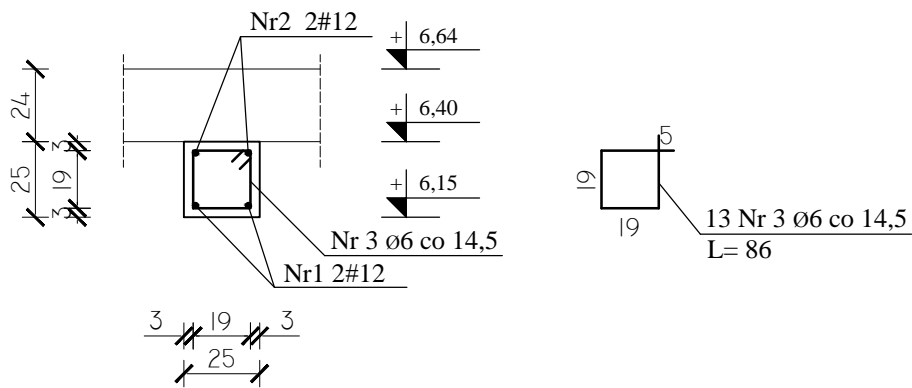 Nr2 2#12
+ 6,64
+ 6,40
+ 6,15
24
25
3
19
3
Nr 3 Ø6 co 14,5
Nr1 2#12
3 19 3
25
5
19
19
13 Nr 3 Ø6 co 14,5
L= 86